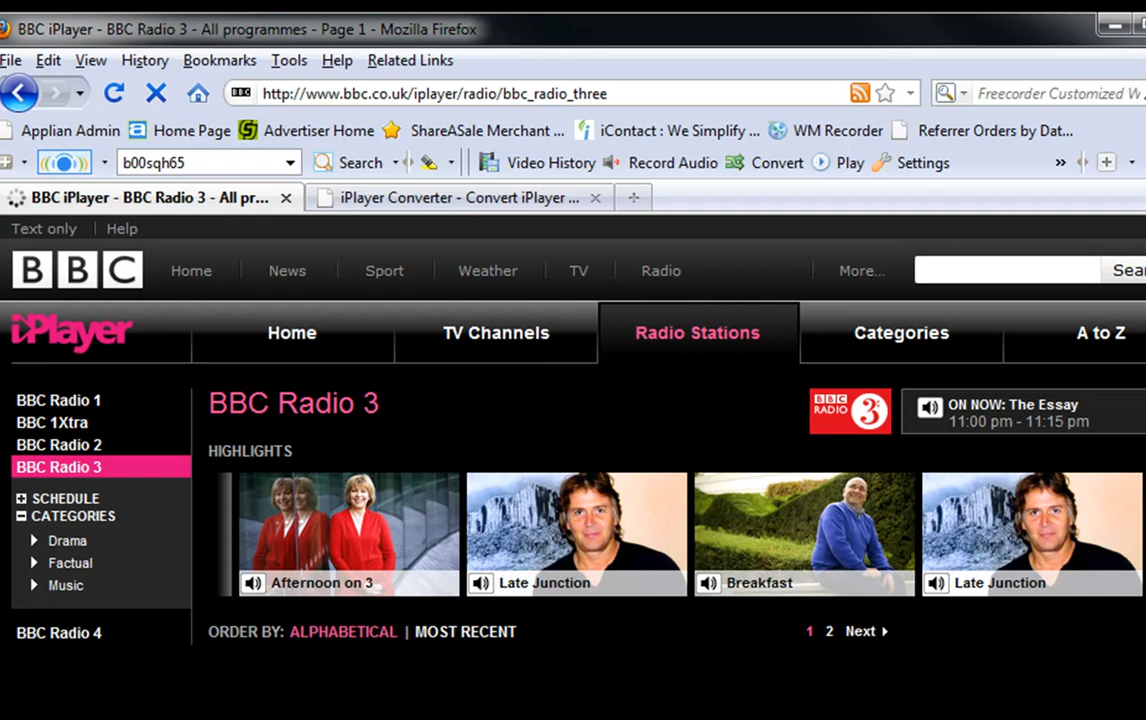 BBC iPlayer - BBC Radio 3 - All programmes - Page 1 - Mozilla Firefox
File Edit View History Bookmarks Tools Help Related Links
BBC http://www.bbc.co.uk/iplayer/radio/bbc_radio_three Freecorder Customized W
Applian Admin Home Page Advertiser Home ShareASale Merchant ... iContact : We Simplify ... WM Recorder Referrer Orders by Dat...
b00sqh65 Search Video History Record Audio Convert Play Settings »
BBC iPlayer - BBC Radio 3 - All pr... iPlayer Converter - Convert iPlayer ...
Text only Help
BBC Home News Sport Weather TV Radio More... Sear
iPlayer Home TV Channels Radio Stations Categories A to Z
BBC Radio 1
BBC 1Xtra
BBC Radio 2
BBC Radio 3
SCHEDULE
CATEGORIES
Drama
Factual
Music
BBC Radio 4
BBC Radio 3
BBC RADIO 3
ON NOW: The Essay
11:00 pm - 11:15 pm
HIGHLIGHTS
Afternoon on 3 Late Junction Breakfast Late Junction
ORDER BY: ALPHABETICAL | MOST RECENT 1 2 Next